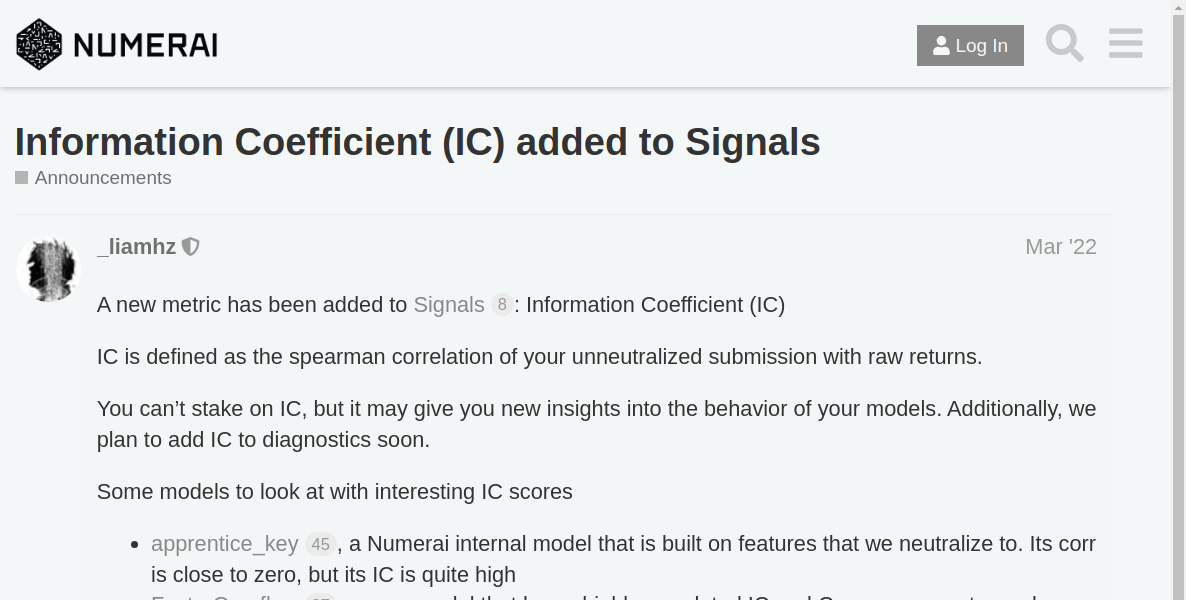 NUMERAI
Log In
Information Coefficient (IC) added to Signals
Announcements
_liamhz
Mar '22
A new metric has been added to Signals 8 : Information Coefficient (IC)
IC is defined as the spearman correlation of your unneutralized submission with raw returns.
You can’t stake on IC, but it may give you new insights into the behavior of your models. Additionally, we
plan to add IC to diagnostics soon.
Some models to look at with interesting IC scores
apprentice_key 45 , a Numerai internal model that is built on features that we neutralize to. Its corr
is close to zero, but its IC is quite high